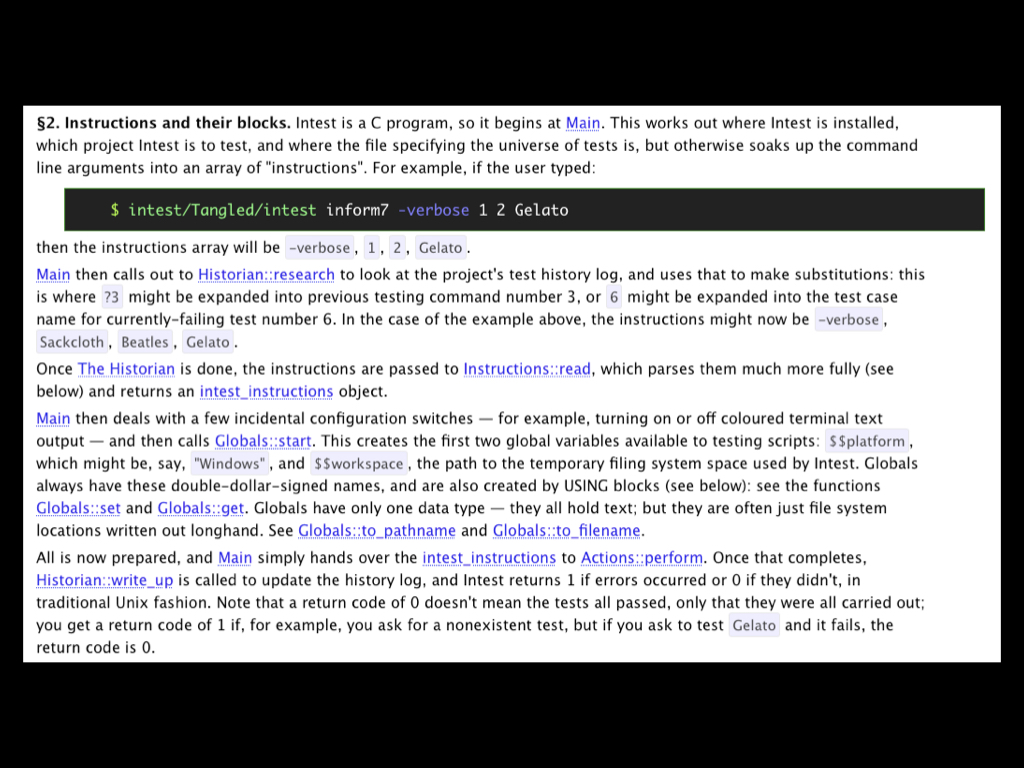 §2. Instructions and their blocks. Intest is a C program, so it begins at Main. This works out where Intest is installed,
which project Intest is to test, and where the file specifying the universe of tests is, but otherwise soaks up the command
line arguments into an array of "instructions". For example, if the user typed:
$ intest/Tangled/intest inform7 -verbose 1 2 Gelato
then the instructions array will be -verbose, 1, 2, Gelato.
Main then calls out to Historian::research to look at the project's test history log, and uses that to make substitutions: this
is where ?3 might be expanded into previous testing command number 3, or 6 might be expanded into the test case
name for currently-failing test number 6. In the case of the example above, the instructions might now be -verbose,
Sackcloth, Beatles, Gelato.
Once The Historian is done, the instructions are passed to Instructions::read, which parses them much more fully (see
below) and returns an intest_instructions object.
Main then deals with a few incidental configuration switches — for example, turning on or off coloured terminal text
output — and then calls Globals::start. This creates the first two global variables available to testing scripts: $$platform,
which might be, say, "Windows", and $$workspace, the path to the temporary filing system space used by Intest. Globals
always have these double-dollar-signed names, and are also created by USING blocks (see below): see the functions
Globals::set and Globals::get. Globals have only one data type — they all hold text; but they are often just file system
locations written out longhand. See Globals::to_pathname and Globals::to_filename.
All is now prepared, and Main simply hands over the intest_instructions to Actions::perform. Once that completes,
Historian::write_up is called to update the history log, and Intest returns 1 if errors occurred or 0 if they didn't, in
traditional Unix fashion. Note that a return code of 0 doesn't mean the tests all passed, only that they were all carried out;
you get a return code of 1 if, for example, you ask for a nonexistent test, but if you ask to test Gelato and it fails, the
return code is 0.